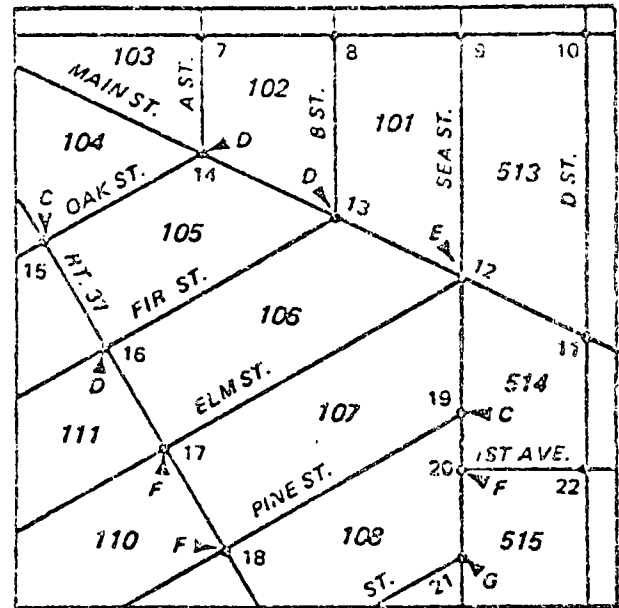 103
7
8
9
10
MAIN ST.
A ST.
102
B ST.
101
SEA ST.
513
D ST.
104
D
14
C
OAK ST.
D
13
E
12
105
15
RT. 37
FIR ST.
106
11
16
D
ELM ST.
514
19
C
111
107
17
F
1ST AVE.
20
F
22
PINE ST.
110
F
18
108
515
ST.
21
G